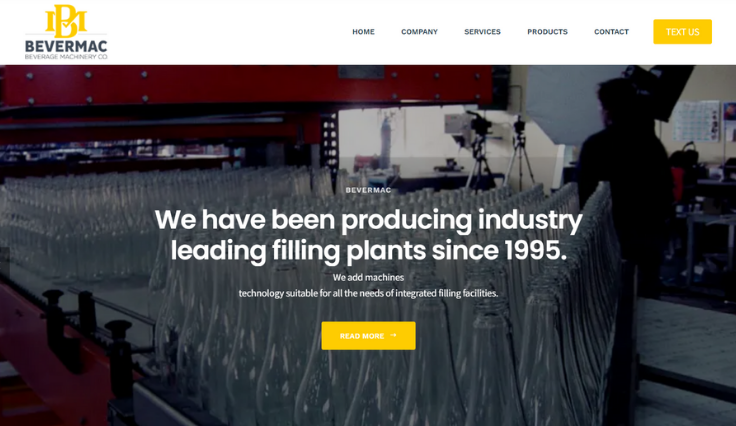 BM
BEVERMAC
BEVERAGE MACHINERY CO.
HOME COMPANY SERVICES PRODUCTS CONTACT TEXT US
BEVERMAC
We have been producing industry
leading filling plants since 1995.
We add machines
technology suitable for all the needs of integrated filling facilities.
READ MORE →